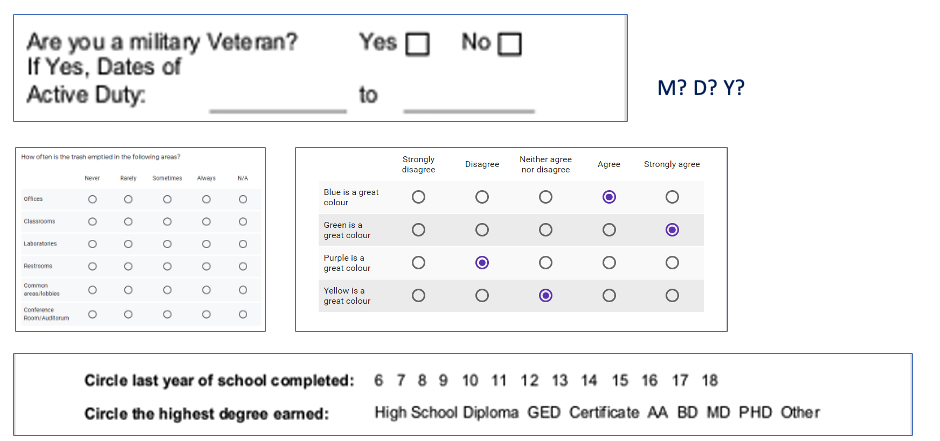 Are you a military Veteran? Yes No
If Yes, Dates of
Active Duty: to
M? D? Y?
How often is the trash emptied in the following areas?
Never Rarely Sometimes Always N/A
Offices
Classrooms
Laboratories
Restrooms
Common
areas/lobbies
Conference
Room/Auditorium
Strongly
disagree
Disagree
Neither agree
nor disagree
Agree
Strongly agree
Blue is a great
colour
Green is a
great colour
Purple is a
great colour
Yellow is a
great colour
Circle last year of school completed: 6 7 8 9 10 11 12 13 14 15 16 17 18
Circle the highest degree earned: High School Diploma GED Certificate AA BD MD PHD Other